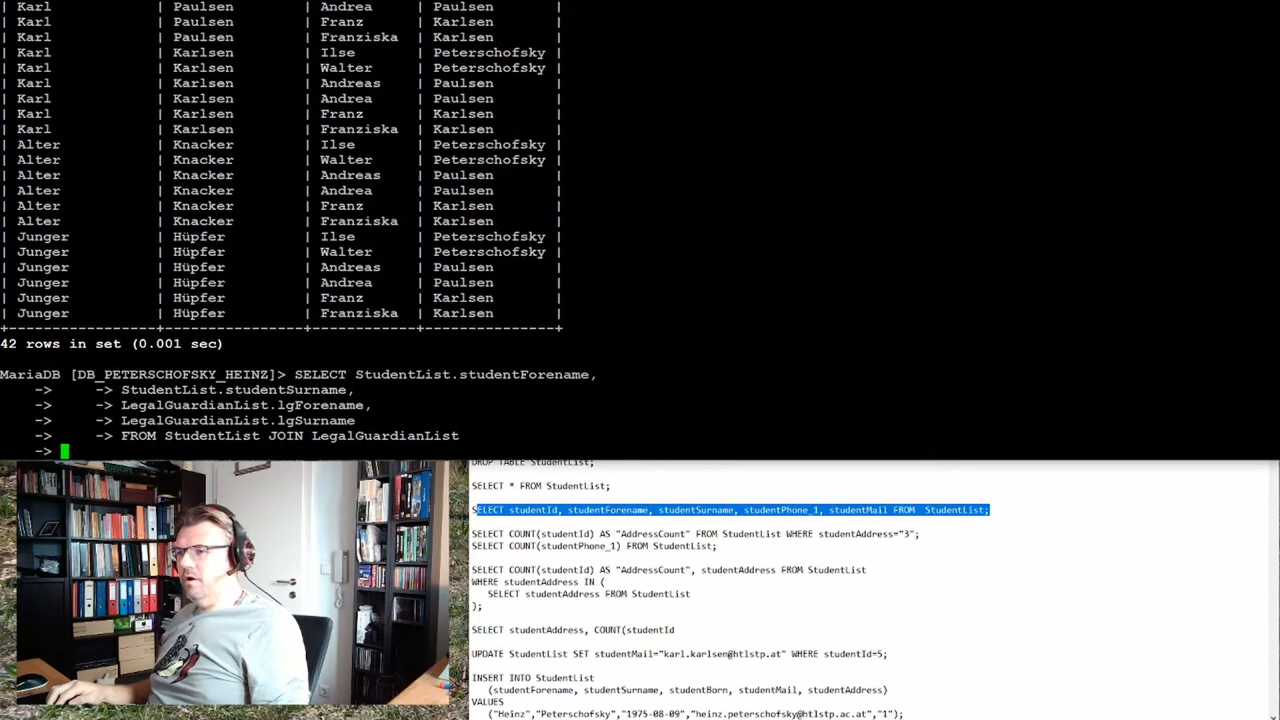 | Karl | Paulsen | Andrea | Paulsen |
| Karl | Paulsen | Franz | Karlsen |
| Karl | Paulsen | Franziska | Karlsen |
| Karl | Karlsen | Ilse | Peterschofsky |
| Karl | Karlsen | Walter | Peterschofsky |
| Karl | Karlsen | Andreas | Paulsen |
| Karl | Karlsen | Andrea | Paulsen |
| Karl | Karlsen | Franz | Karlsen |
| Karl | Karlsen | Franziska | Karlsen |
| Alter | Knacker | Ilse | Peterschofsky |
| Alter | Knacker | Walter | Peterschofsky |
| Alter | Knacker | Andreas | Paulsen |
| Alter | Knacker | Andrea | Paulsen |
| Alter | Knacker | Franz | Karlsen |
| Alter | Knacker | Franziska | Karlsen |
| Junger | Hüpfer | Ilse | Peterschofsky |
| Junger | Hüpfer | Walter | Peterschofsky |
| Junger | Hüpfer | Andreas | Paulsen |
| Junger | Hüpfer | Andrea | Paulsen |
| Junger | Hüpfer | Franz | Karlsen |
| Junger | Hüpfer | Franziska | Karlsen |
+-----------------+-----------------+------------+---------------+
42 rows in set (0.001 sec)
MariaDB [DB_PETERSCHOFSKY_HEINZ]> SELECT StudentList.studentForename,
-> -> StudentList.studentSurname,
-> -> LegalGuardianList.lgForename,
-> -> LegalGuardianList.lgSurname
-> -> FROM StudentList JOIN LegalGuardianList
->
DROP TABLE StudentList;
SELECT * FROM StudentList;
SELECT studentId, studentForename, studentSurname, studentPhone_1, studentMail FROM StudentList;
SELECT COUNT(studentId) AS "AddressCount" FROM StudentList WHERE studentAddress="3";
SELECT COUNT(studentPhone_1) FROM StudentList;
SELECT COUNT(studentId) AS "AddressCount", studentAddress FROM StudentList
WHERE studentAddress IN (
SELECT studentAddress FROM StudentList
);
SELECT studentAddress, COUNT(studentId
UPDATE StudentList SET studentMail="karl.karlsen@htlstp.at" WHERE studentId=5;
INSERT INTO StudentList
(studentForename, studentSurname, studentBorn, studentMail, studentAddress)
VALUES
("Heinz","Peterschofsky","1975-08-09","heinz.peterschofsky@htlstp.ac.at","1");